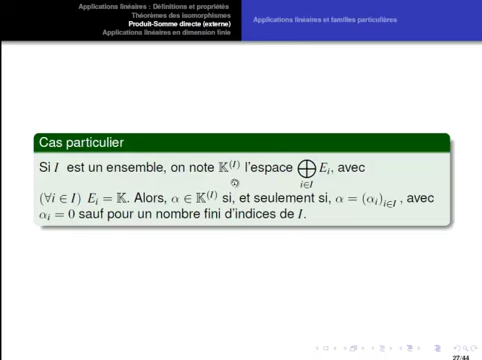 Applications linéaires : Définitions et propriétés
Théorèmes des isomorphismes
Produit-Somme directe (externe)
Applications linéaires en dimension finie
Applications linéaires et familles particulières
Cas particulier
Si I est un ensemble, on note 𝕂^(I) l'espace ⊕_{i∈I} E_i, avec
(∀i ∈ I) E_i = 𝕂. Alors, α ∈ 𝕂^(I) si, et seulement si, α = (α_i)_{i∈I}, avec
α_i = 0 sauf pour un nombre fini d'indices de I.
27/44